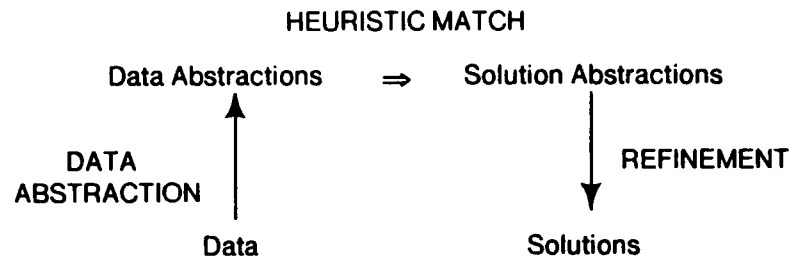 HEURISTIC MATCH
Data Abstractions ⇒ Solution Abstractions
DATA
ABSTRACTION
REFINEMENT
Data
Solutions